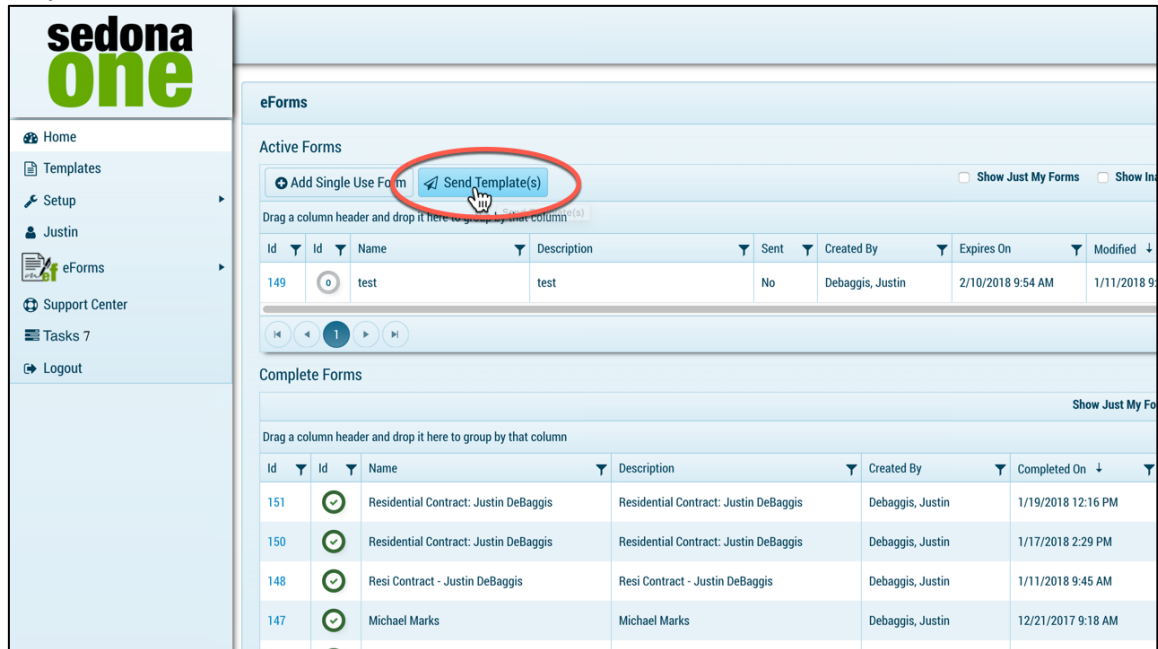 sedona
one
Home
Templates
Setup
Justin
eForms
Support Center
Tasks 7
Logout
eForms
Active Forms
Add Single Use Form Send Template(s) Show Just My Forms Show Ina
Drag a column header and drop it here to group by that column
Id Id Name Description Sent Created By Expires On Modified ↓
149 0 test test No Debaggis, Justin 2/10/2018 9:54 AM 1/11/2018 9:
1
Complete Forms
Show Just My Fo
Drag a column header and drop it here to group by that column
Id Id Name Description Created By Completed On ↓
151 Residential Contract: Justin DeBaggis Residential Contract: Justin DeBaggis Debaggis, Justin 1/19/2018 12:16 PM
150 Residential Contract: Justin DeBaggis Residential Contract: Justin DeBaggis Debaggis, Justin 1/17/2018 2:29 PM
148 Resi Contract - Justin DeBaggis Resi Contract - Justin DeBaggis Debaggis, Justin 1/11/2018 9:45 AM
147 Michael Marks Michael Marks Debaggis, Justin 12/21/2017 9:18 AM